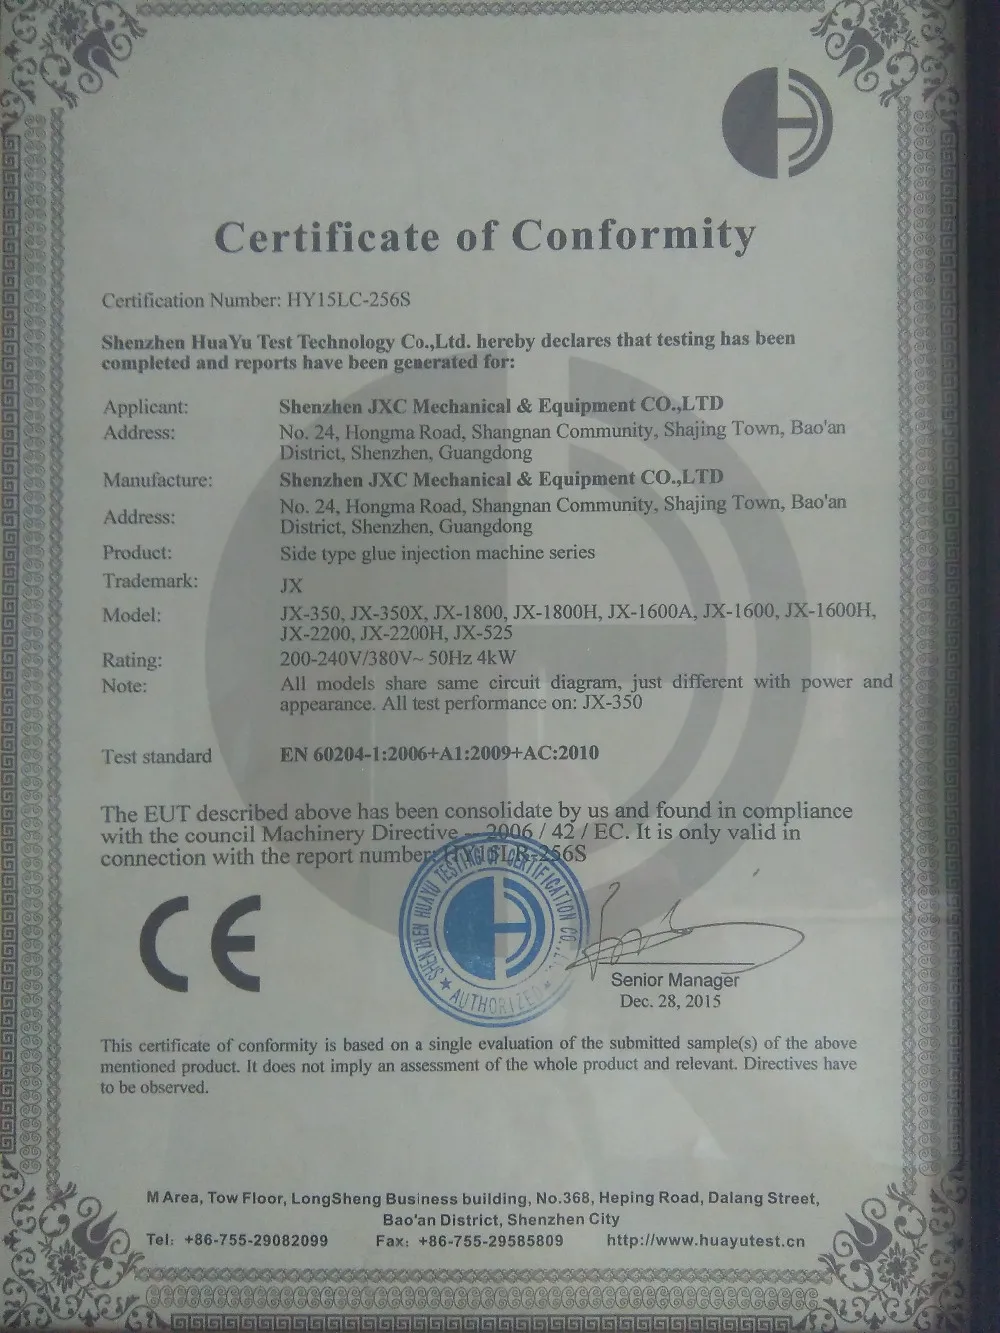 Certificate of Conformity
Certification Number: HY15LC-256S
Shenzhen HuaYu Test Technology Co.,Ltd. hereby declares that testing has been
completed and reports have been generated for:
Applicant: Shenzhen JXC Mechanical & Equipment CO.,LTD
Address: No. 24, Hongma Road, Shangnan Community, Shajing Town, Bao'an
District, Shenzhen, Guangdong
Manufacture: Shenzhen JXC Mechanical & Equipment CO.,LTD
Address: No. 24, Hongma Road, Shangnan Community, Shajing Town, Bao'an
District, Shenzhen, Guangdong
Product: Side type glue injection machine series
Trademark: JX
Model: JX-350, JX-350X, JX-1800, JX-1800H, JX-1600A, JX-1600, JX-1600H,
JX-2200, JX-2200H, JX-525
Rating: 200-240V/380V~ 50Hz 4kW
Note: All models share same circuit diagram, just different with power and
appearance. All test performance on: JX-350
Test standard EN 60204-1:2006+A1:2009+AC:2010
The EUT described above has been consolidate by us and found in compliance
with the council Machinery Directive -- 2006 / 42 / EC. It is only valid in
connection with the report number: HY15LR-256S
CE
SHENZHEN HUAYU TESTING OF CERTIFICATION CO.,
AUTHORIZED
Senior Manager
Dec. 28, 2015
This certificate of conformity is based on a single evaluation of the submitted sample(s) of the above
mentioned product. It does not imply an assessment of the whole product and relevant. Directives have
to be observed.
M Area, Tow Floor, LongSheng Business building, No.368, Heping Road, Dalang Street,
Bao'an District, Shenzhen City
Tel: +86-755-29082099 Fax: +86-755-29585809 http://www.huayutest.cn